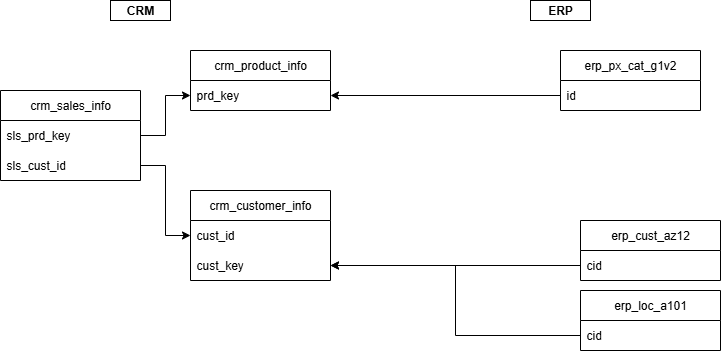 CRM
ERP
crm_product_info
prd_key
erp_px_cat_g1v2
id
crm_sales_info
sls_prd_key
sls_cust_id
crm_customer_info
cust_id
cust_key
erp_cust_az12
cid
erp_loc_a101
cid